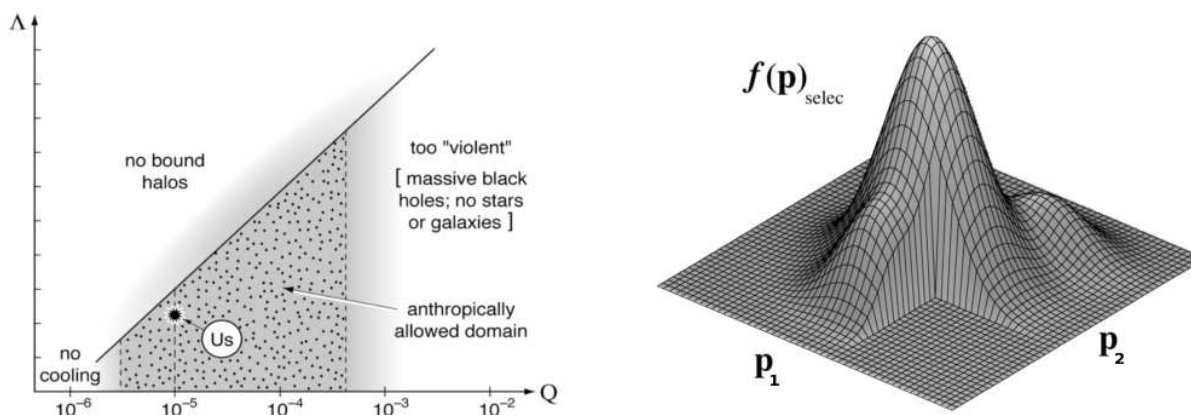 Λ
no bound
halos
too "violent"
[ massive black
holes; no stars
or galaxies ]
anthropically
allowed domain
Us
no
cooling
10⁻⁶
10⁻⁵
10⁻⁴
10⁻³
10⁻²
Q
f(p)selec
p₁
p₂